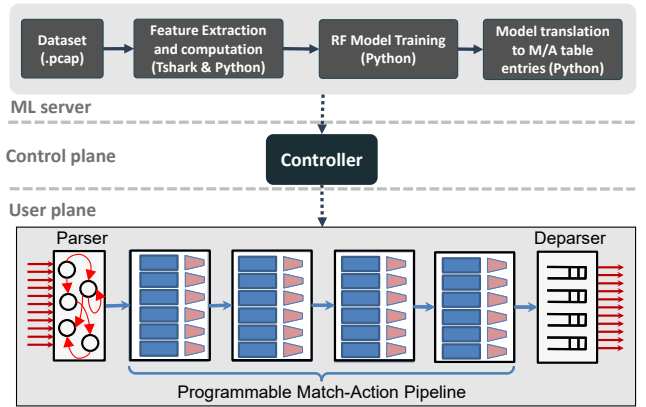 Dataset
(.pcap)
Feature Extraction
and computation
(Tshark & Python)
RF Model Training
(Python)
Model translation
to M/A table
entries (Python)
ML server
Control plane
Controller
User plane
Parser
Deparser
Programmable Match-Action Pipeline